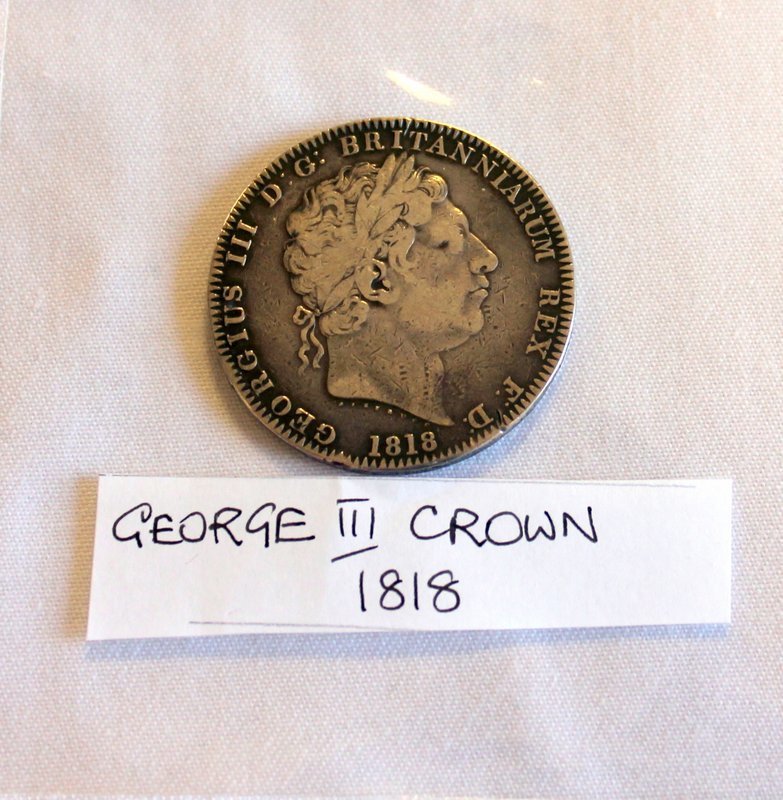 GEORGIUS III D: G: BRITANNIARUM REX F: D:
1818
GEORGE III CROWN
1818